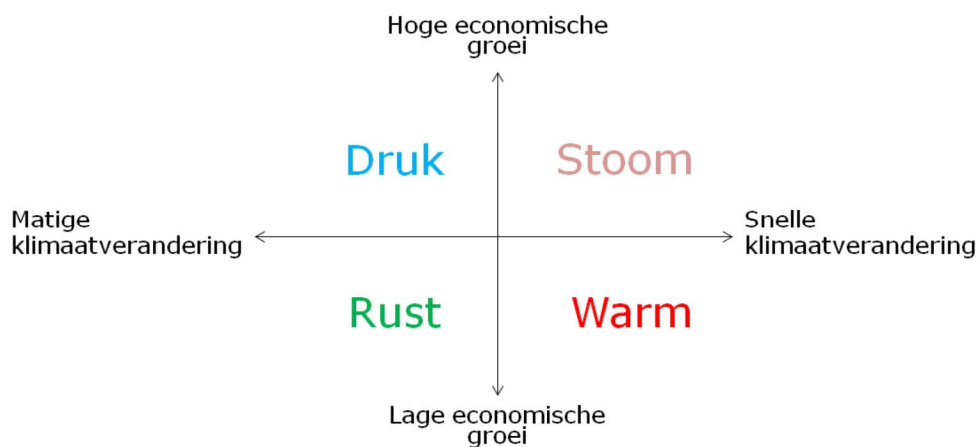 Hoge economische
groei
Druk
Stoom
Matige
klimaatverandering
Snelle
klimaatverandering
Rust
Warm
Lage economische
groei